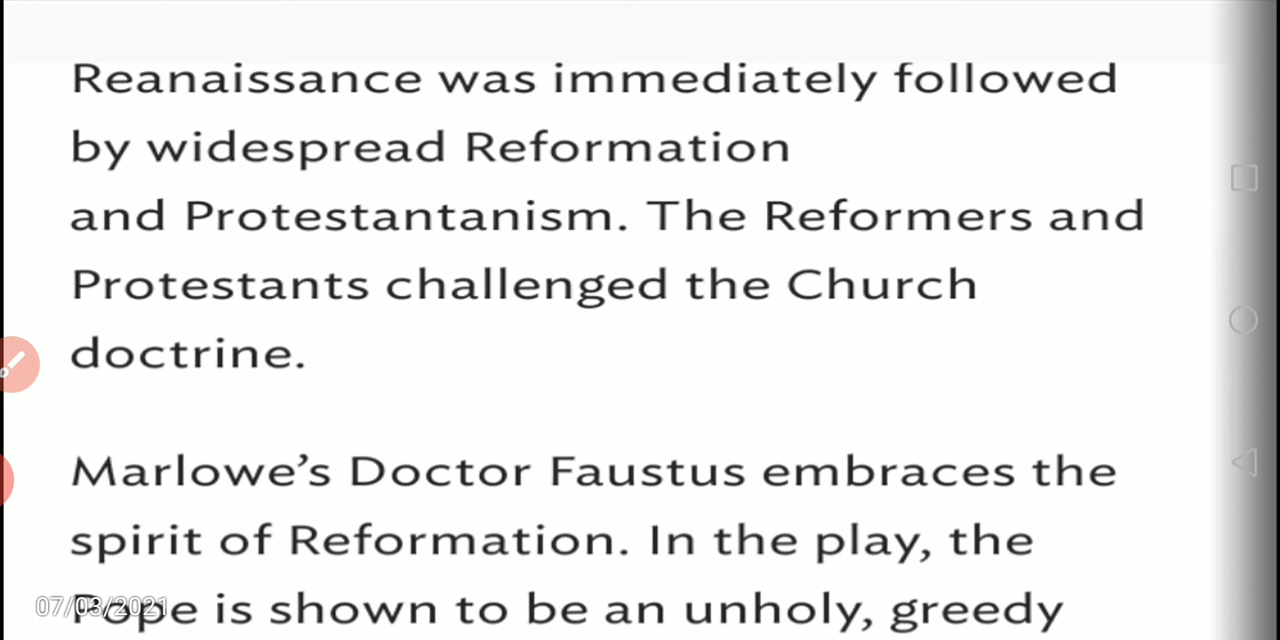 Reanaissance was immediately followed
by widespread Reformation
and Protestantanism. The Reformers and
Protestants challenged the Church
doctrine.
Marlowe’s Doctor Faustus embraces the
spirit of Reformation. In the play, the
Pope is shown to be an unholy, greedy
07/03/2021